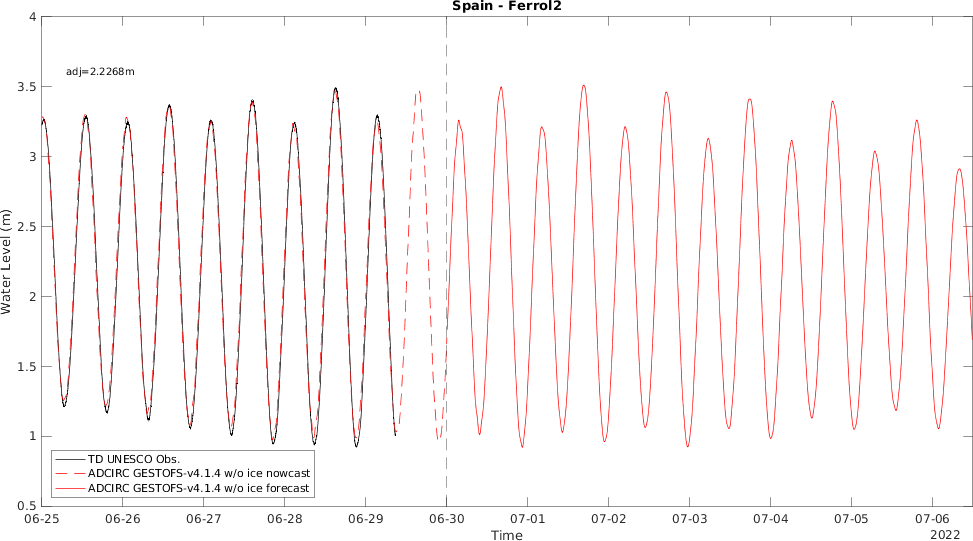 Spain - Ferrol2
4
adj=2.2268m
3.5
3
2.5
2
1.5
1
0.5
Water Level (m)
TD UNESCO Obs.
ADCIRC GESTOFS-v4.1.4 w/o ice nowcast
ADCIRC GESTOFS-v4.1.4 w/o ice forecast
06-25 06-26 06-27 06-28 06-29 06-30 07-01 07-02 07-03 07-04 07-05 07-06
Time
2022